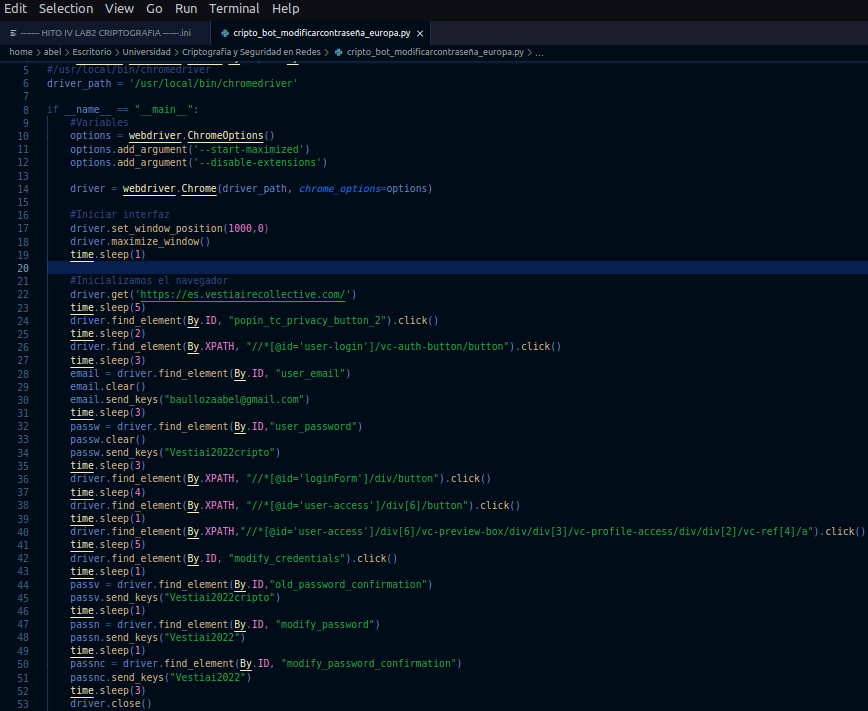 Edit Selection View Go Run Terminal Help
------- HITO IV LAB2 CRIPTOGRAFIA ------.ini cripto_bot_modificarcontraseña_europa.py ×
home > abel > Escritorio > Universidad > Criptografía y Seguridad en Redes > cripto_bot_modificarcontraseña_europa.py > ...
5 #/usr/local/bin/chromedriver
6 driver_path = '/usr/local/bin/chromedriver'
7
8 if __name__ == "__main__":
9 #Variables
10 options = webdriver.ChromeOptions()
11 options.add_argument('--start-maximized')
12 options.add_argument('--disable-extensions')
13
14 driver = webdriver.Chrome(driver_path, chrome_options=options)
15
16 #Iniciar interfaz
17 driver.set_window_position(1000,0)
18 driver.maximize_window()
19 time.sleep(1)
20
21 #Inicializamos el navegador
22 driver.get('https://es.vestiairecollective.com/')
23 time.sleep(5)
24 driver.find_element(By.ID, "popin_tc_privacy_button_2").click()
25 time.sleep(2)
26 driver.find_element(By.XPATH, "//*[@id='user-login']/vc-auth-button/button").click()
27 time.sleep(3)
28 email = driver.find_element(By.ID, "user_email")
29 email.clear()
30 email.send_keys("baullozaabel@gmail.com")
31 time.sleep(3)
32 passw = driver.find_element(By.ID,"user_password")
33 passw.clear()
34 passw.send_keys("Vestiai2022cripto")
35 time.sleep(3)
36 driver.find_element(By.XPATH, "//*[@id='loginForm']/div/button").click()
37 time.sleep(4)
38 driver.find_element(By.XPATH, "//*[@id='user-access']/div[6]/button").click()
39 time.sleep(1)
40 driver.find_element(By.XPATH,"//*[@id='user-access']/div[6]/vc-preview-box/div/div[3]/vc-profile-access/div/div[2]/vc-ref[4]/a").click()
41 time.sleep(5)
42 driver.find_element(By.ID, "modify_credentials").click()
43 time.sleep(1)
44 passv = driver.find_element(By.ID,"old_password_confirmation")
45 passv.send_keys("Vestiai2022cripto")
46 time.sleep(1)
47 passn = driver.find_element(By.ID, "modify_password")
48 passn.send_keys("Vestiai2022")
49 time.sleep(1)
50 passnc = driver.find_element(By.ID, "modify_password_confirmation")
51 passnc.send_keys("Vestiai2022")
52 time.sleep(3)
53 driver.close()